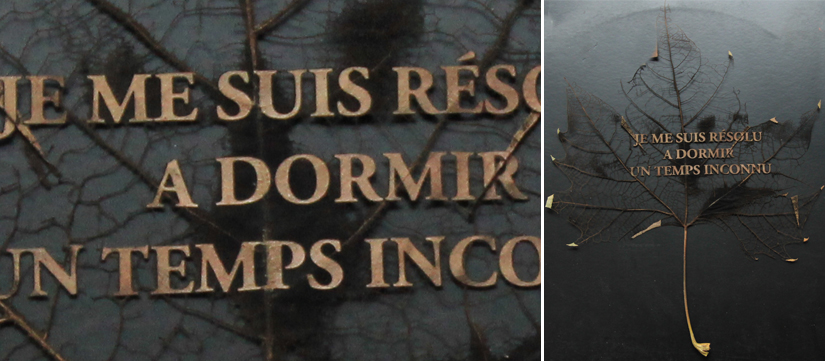 JE ME SUIS RÉSO
A DORMIR
UN TEMPS INCO
JE ME SUIS RÉSOLU
A DORMIR
UN TEMPS INCONNU